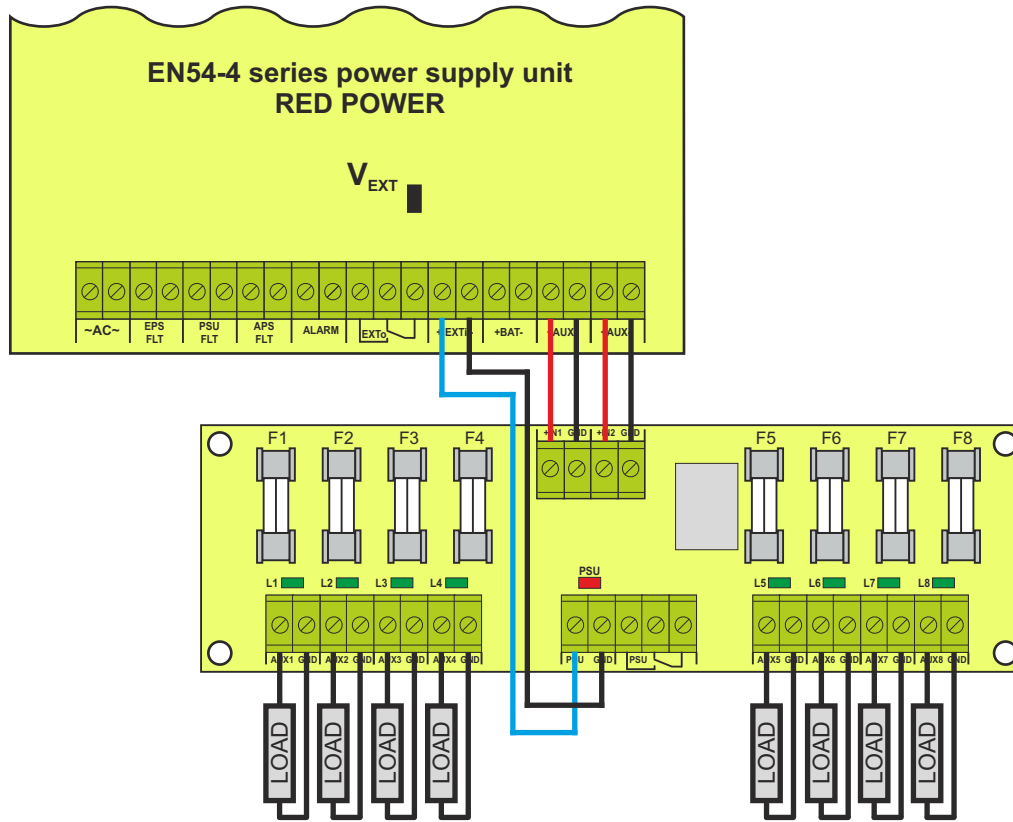 EN54-4 series power supply unit
RED POWER
VEXT
~AC~ EPS FLT PSU FLT APS FLT ALARM EXTo +EXTi- +BAT- +AUX +AUX
+IN1 GND +IN2 GND
F1 F2 F3 F4 F5 F6 F7 F8
PSU
L1 L2 L3 L4 L5 L6 L7 L8
AUX1 GND AUX2 GND AUX3 GND AUX4 GND PSU GND PSU AUX5 GND AUX6 GND AUX7 GND AUX8 GND
LOAD LOAD LOAD LOAD LOAD LOAD LOAD LOAD